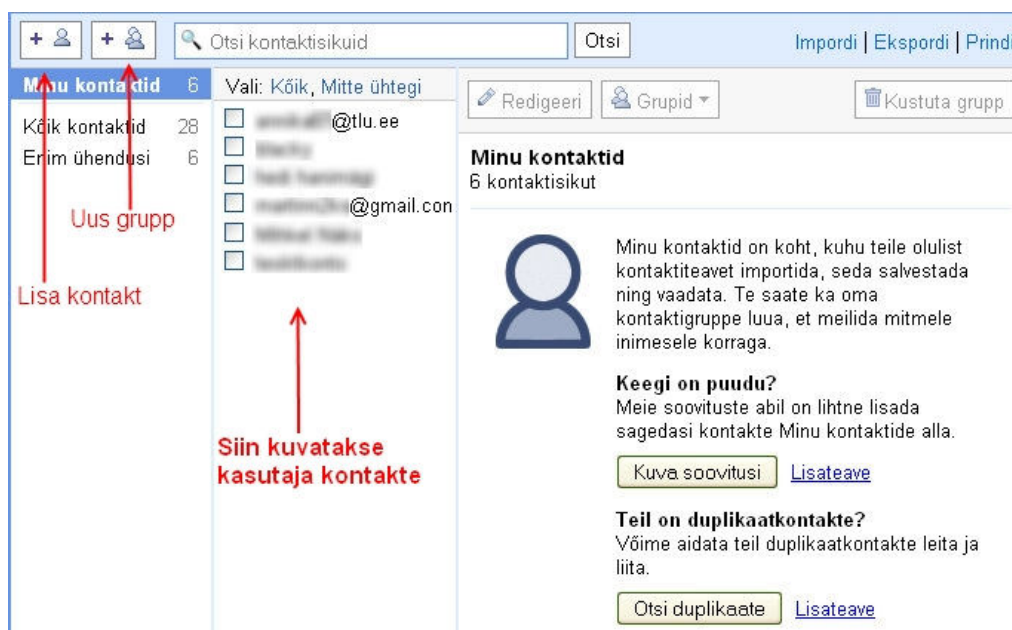 Otsi kontaktisikuid
Otsi
Impordi | Ekspordi | Prindi
Minu kontaktid 6
Kõik kontaktid 28
Enim ühendusi 6
Uus grupp
Lisa kontakt
Vali: Kõik, Mitte ühtegi
@tlu.ee
@gmail.con
Siin kuvatakse
kasutaja kontakte
Redigeeri
Grupid
Kustuta grupp
Minu kontaktid
6 kontaktisikut
Minu kontaktid on koht, kuhu teile olulist
kontaktiteavet importida, seda salvestada
ning vaadata. Te saate ka oma
kontaktigruppe luua, et meilida mitmele
inimesele korraga.
Keegi on puudu?
Meie soovituste abil on lihtne lisada
sagedasi kontakte Minu kontaktide alla.
Kuva soovitusi Lisateave
Teil on duplikaatkontakte?
Võime aidata teil duplikaatkontakte leita ja
liita.
Otsi duplikaate Lisateave